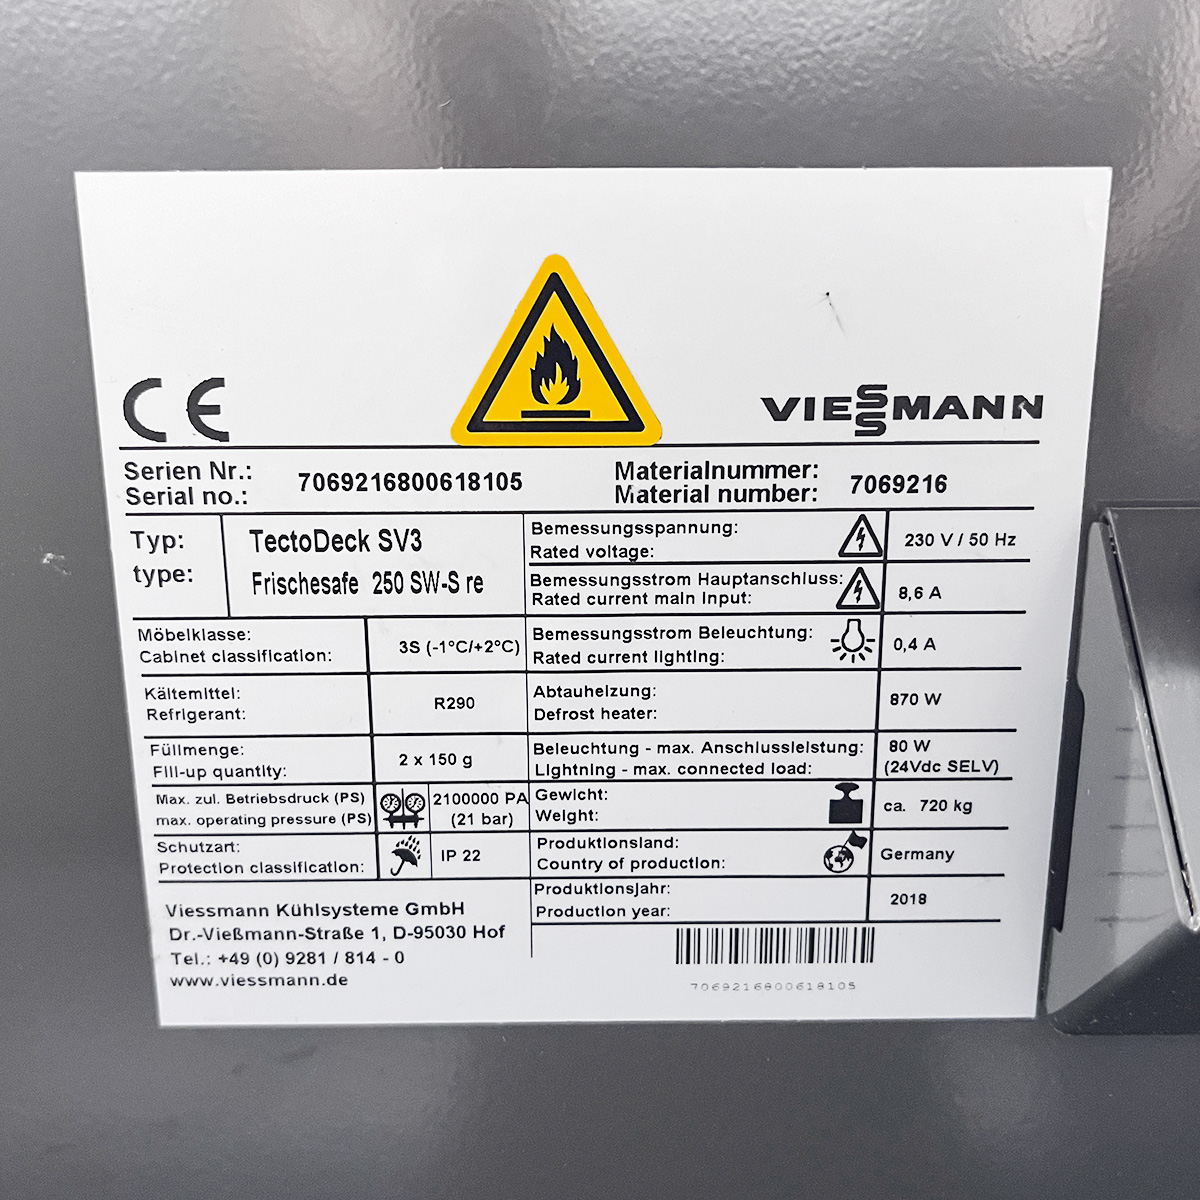 CE
VIESSMANN
Serien Nr.:
Serial no.:
7069216800618105
Materialnummer:
Material number:
7069216
Typ:
type:
TectoDeck SV3
Frischesafe 250 SW-S re
Bemessungsspannung:
Rated voltage:
230 V / 50 Hz
Bemessungsstrom Hauptanschluss:
Rated current main Input:
8,6 A
Möbelklasse:
Cabinet classification:
3S (-1°C/+2°C)
Bemessungsstrom Beleuchtung:
Rated current lighting:
0,4 A
Kältemittel:
Refrigerant:
R290
Abtauheizung:
Defrost heater:
870 W
Füllmenge:
Fill-up quantity:
2 x 150 g
Beleuchtung - max. Anschlussleistung:
Lightning - max. connected load:
80 W
(24Vdc SELV)
Max. zul. Betriebsdruck (PS)
max. operating pressure (PS)
2100000 PA
(21 bar)
Gewicht:
Weight:
ca. 720 kg
Schutzart:
Protection classification:
IP 22
Produktionsland:
Country of production:
Germany
Produktionsjahr:
Production year:
2018
Viessmann Kühlsysteme GmbH
Dr.-Vießmann-Straße 1, D-95030 Hof
Tel.: +49 (0) 9281 / 814 - 0
www.viessmann.de
7069216800618105